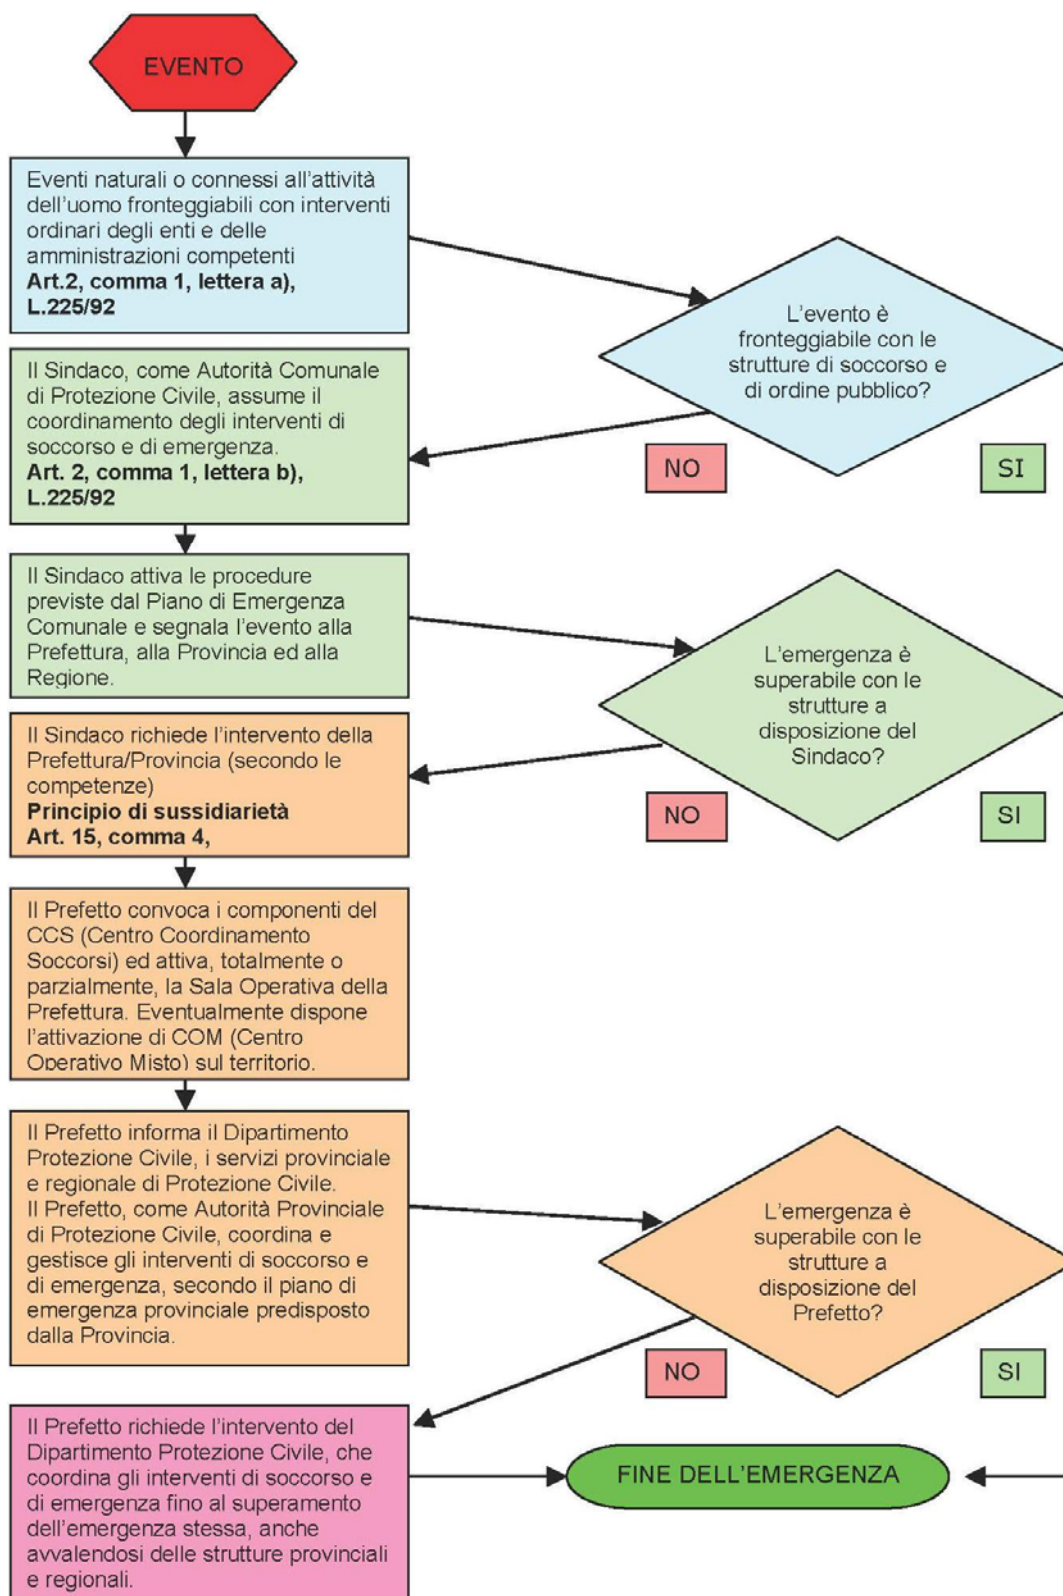 EVENTO
Eventi naturali o connessi all'attività
dell'uomo fronteggiabili con interventi
ordinari degli enti e delle
amministrazioni competenti
Art.2, comma 1, lettera a),
L.225/92
L'evento è
fronteggiabile con le
strutture di soccorso e
di ordine pubblico?
NO
SI
Il Sindaco, come Autorità Comunale
di Protezione Civile, assume il
coordinamento degli interventi di
soccorso e di emergenza.
Art. 2, comma 1, lettera b),
L.225/92
Il Sindaco attiva le procedure
previste dal Piano di Emergenza
Comunale e segnala l'evento alla
Prefettura, alla Provincia ed alla
Regione.
L'emergenza è
superabile con le
strutture a
disposizione del
Sindaco?
NO
SI
Il Sindaco richiede l'intervento della
Prefettura/Provincia (secondo le
competenze)
Principio di sussidiarietà
Art. 15, comma 4,
Il Prefetto convoca i componenti del
CCS (Centro Coordinamento
Soccorsi) ed attiva, totalmente o
parzialmente, la Sala Operativa della
Prefettura. Eventualmente dispone
l'attivazione di COM (Centro
Operativo Misto) sul territorio.
Il Prefetto informa il Dipartimento
Protezione Civile, i servizi provinciale
e regionale di Protezione Civile.
Il Prefetto, come Autorità Provinciale
di Protezione Civile, coordina e
gestisce gli interventi di soccorso e
di emergenza, secondo il piano di
emergenza provinciale predisposto
dalla Provincia.
L'emergenza è
superabile con le
strutture a
disposizione del
Prefetto?
NO
SI
Il Prefetto richiede l'intervento del
Dipartimento Protezione Civile, che
coordina gli interventi di soccorso e
di emergenza fino al superamento
dell'emergenza stessa, anche
avvalendosi delle strutture provinciali
e regionali.
FINE DELL'EMERGENZA